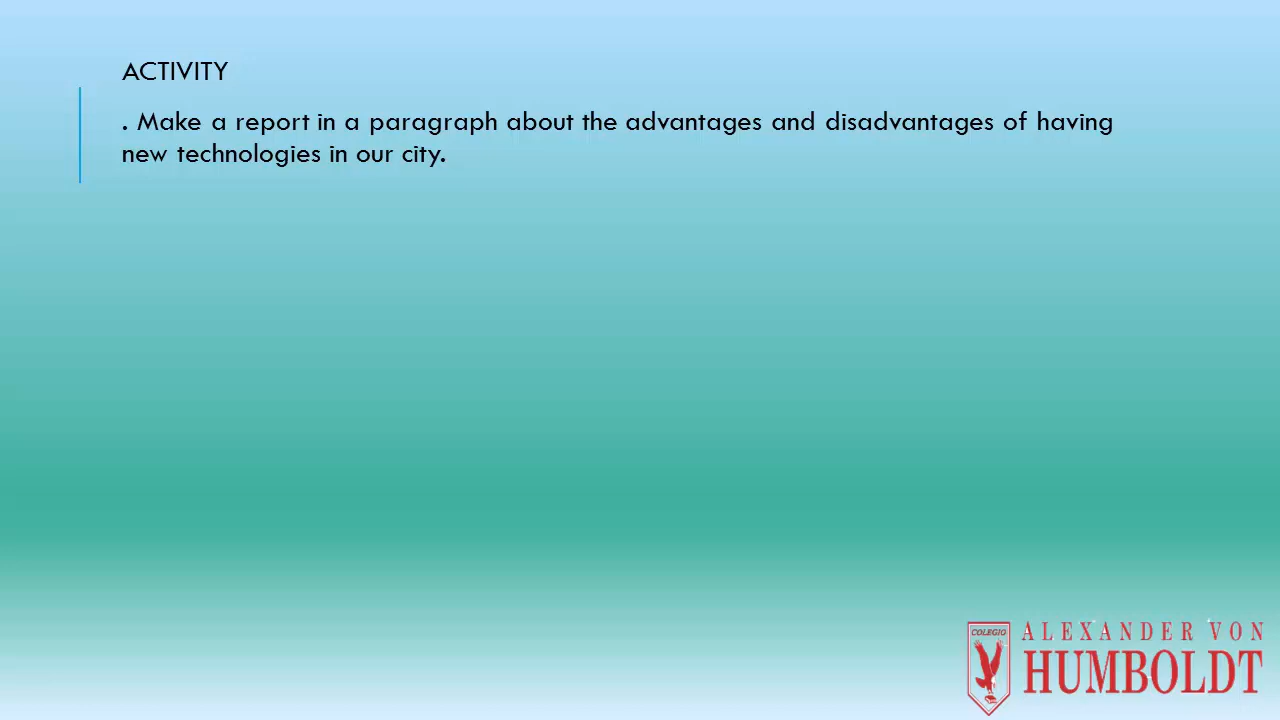 ACTIVITY
. Make a report in a paragraph about the advantages and disadvantages of having
new technologies in our city.
COLEGIO
ALEXANDER VON
HUMBOLDT